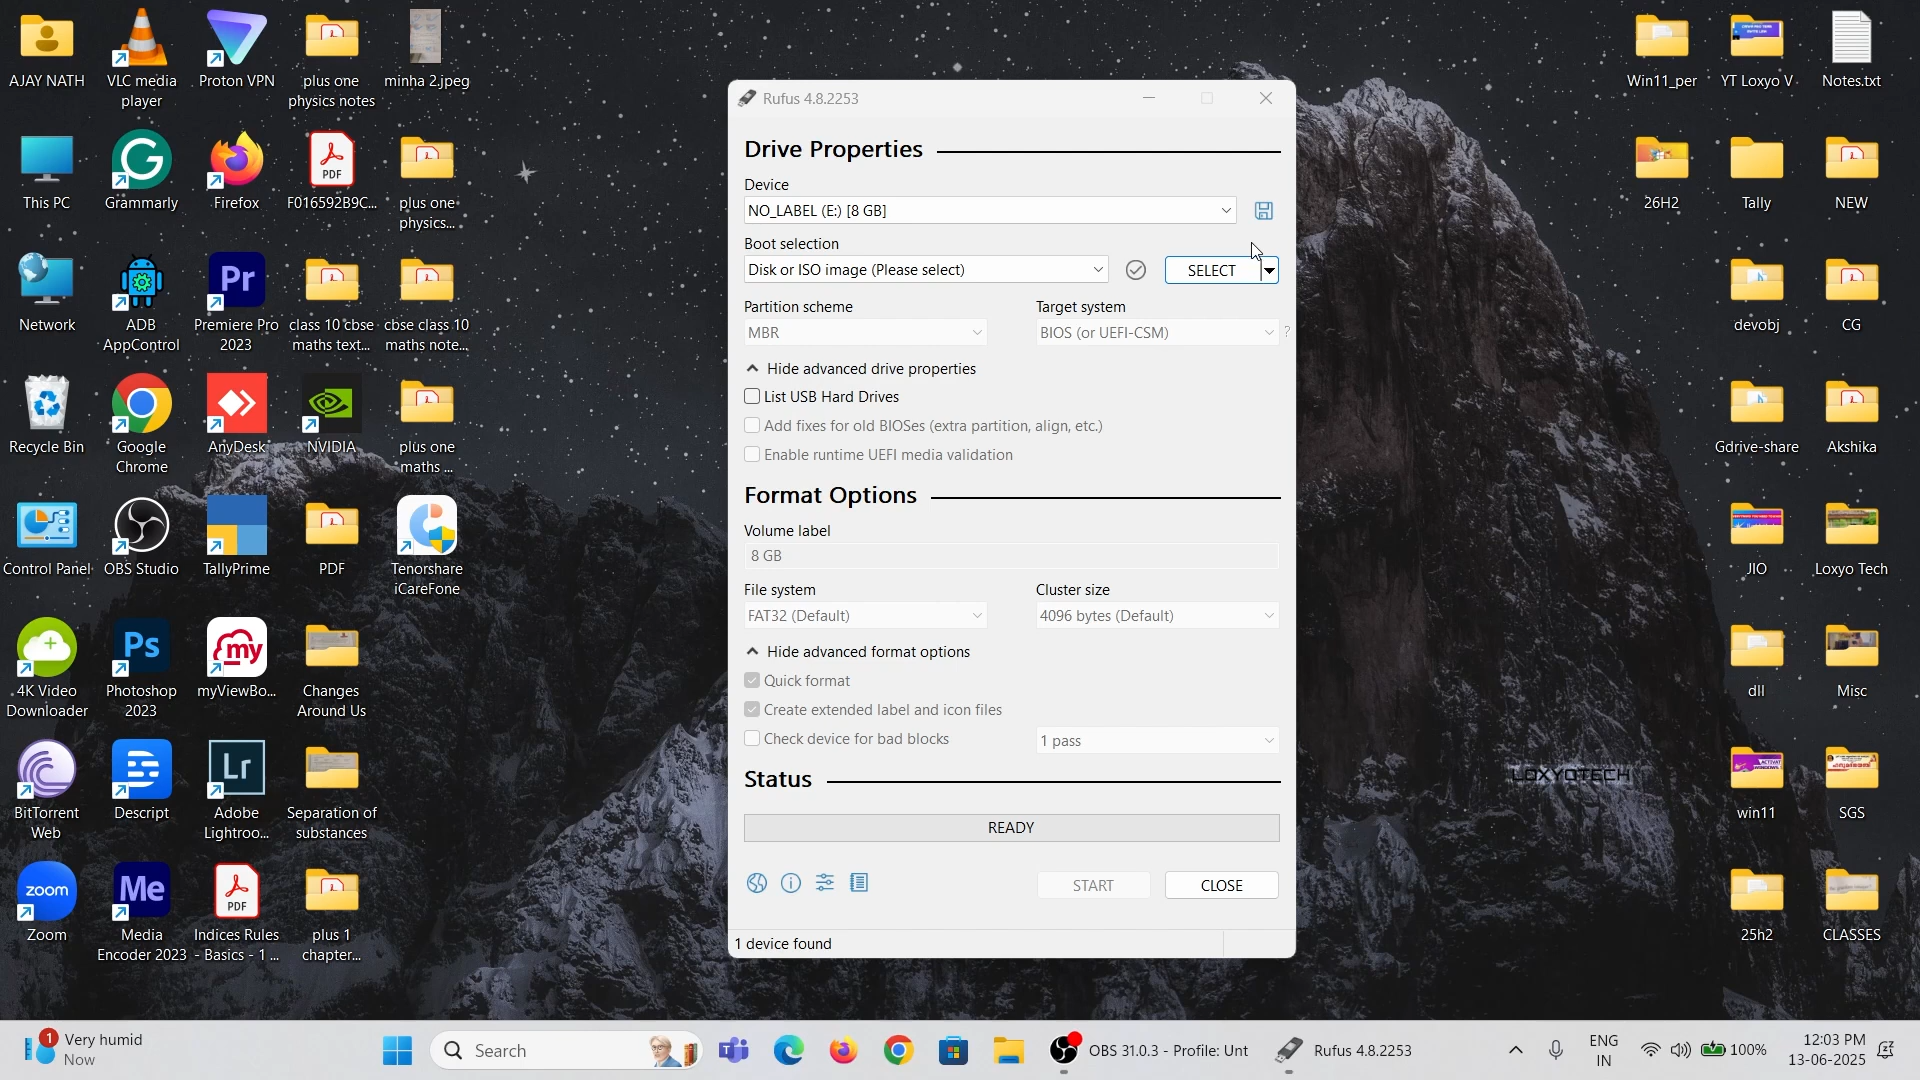 AJAY NATH
VLC media
player
Proton VPN
plus one
physics notes
minha 2.jpeg
This PC
Grammarly
Firefox
PDF
F016592B9C...
plus one
physics...
Network
ADB
AppControl
Pr
Premiere Pro
2023
class 10 cbse
maths text...
cbse class 10
maths note...
Recycle Bin
Google
Chrome
AnyDesk
NVIDIA
plus one
maths ...
Control Panel
OBS Studio
TallyPrime
PDF
Tenorshare
iCareFone
4K Video
Downloader
Ps
Photoshop
2023
my
myViewBo...
Changes
Around Us
BitTorrent
Web
Descript
Lr
Adobe
Lightroo...
Separation of
substances
zoom
Zoom
Me
Media
Encoder 2023
PDF
Indices Rules
- Basics - 1 ...
plus 1
chapter...
Rufus 4.8.2253
Drive Properties
Device
NO_LABEL (E:) [8 GB]
Boot selection
Disk or ISO image (Please select)
SELECT
Partition scheme
Target system
MBR
BIOS (or UEFI-CSM)
?
Hide advanced drive properties
List USB Hard Drives
Add fixes for old BIOSes (extra partition, align, etc.)
Enable runtime UEFI media validation
Format Options
Volume label
8 GB
File system
Cluster size
FAT32 (Default)
4096 bytes (Default)
Hide advanced format options
Quick format
Create extended label and icon files
Check device for bad blocks
1 pass
Status
READY
START
CLOSE
1 device found
Win11_per
YT Loxyo V
Notes.txt
26H2
Tally
NEW
devobj
CG
Gdrive-share
Akshika
JIO
Loxyo Tech
dll
Misc
LOXYOTECH
win11
SGS
25h2
CLASSES
1
Very humid
Now
Search
OBS 31.0.3 - Profile: Unt
Rufus 4.8.2253
ENG
IN
100%
12:03 PM
13-06-2025